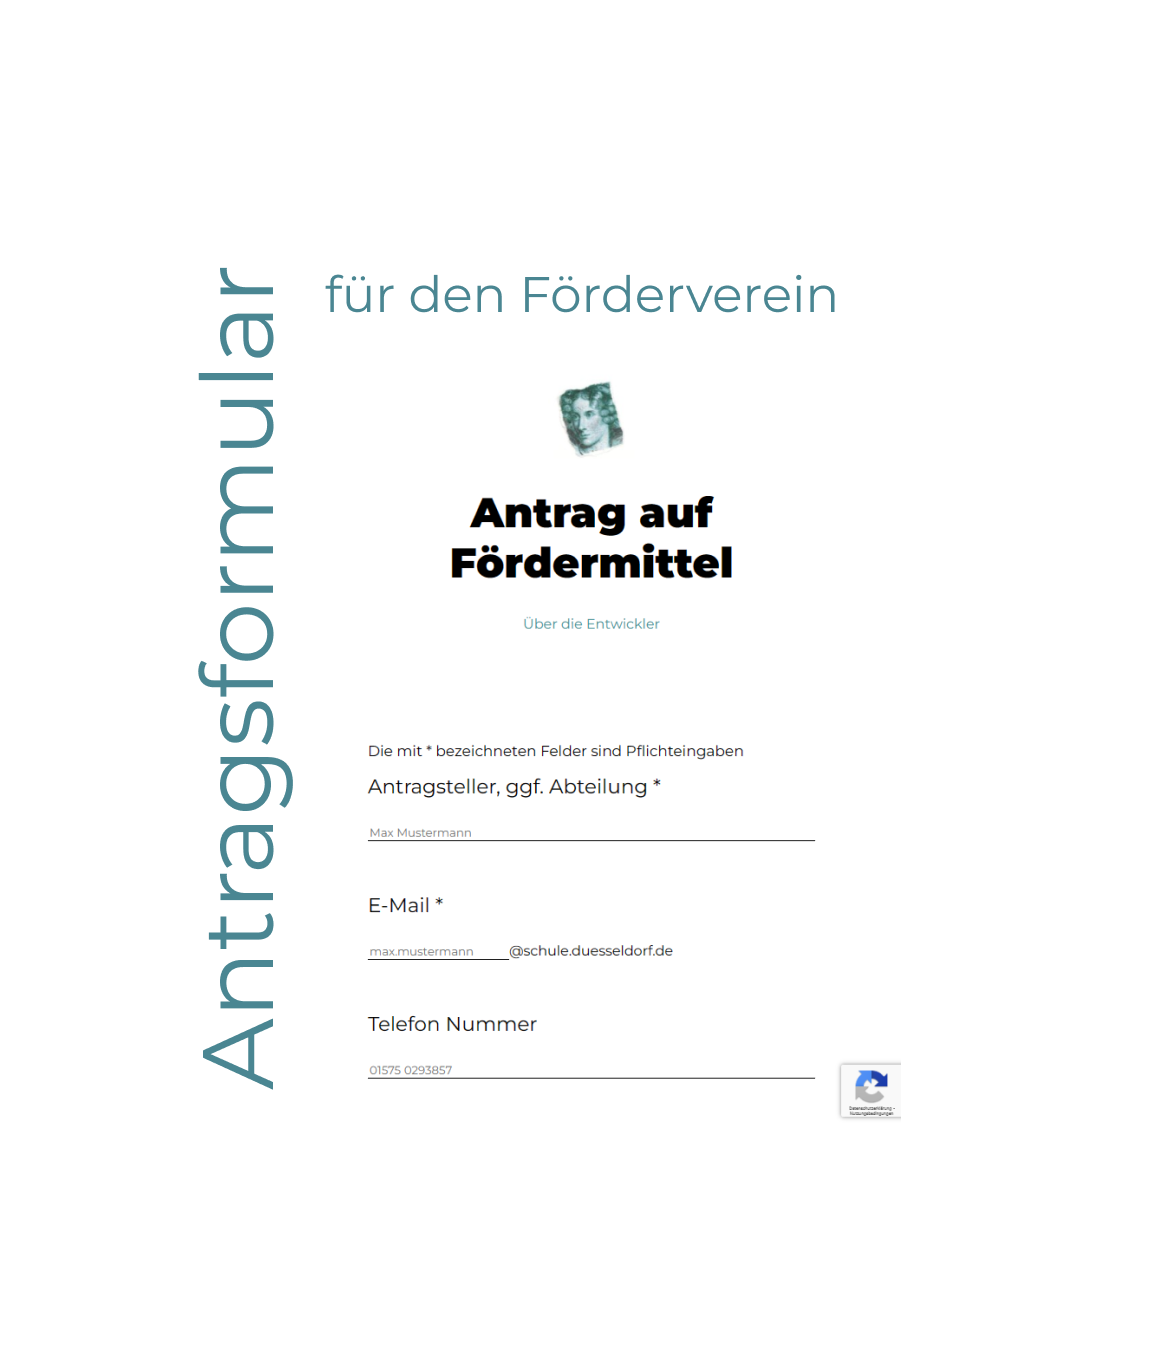 Antragsformular
für den Förderverein
Antrag auf
Fördermittel
Über die Entwickler
Die mit * bezeichneten Felder sind Pflichteingaben
Antragsteller, ggf. Abteilung *
Max Mustermann
E-Mail *
max.mustermann@schule.duesseldorf.de
Telefon Nummer
01575 0293857
Datenschutzerklärung -
Nutzungsbedingungen